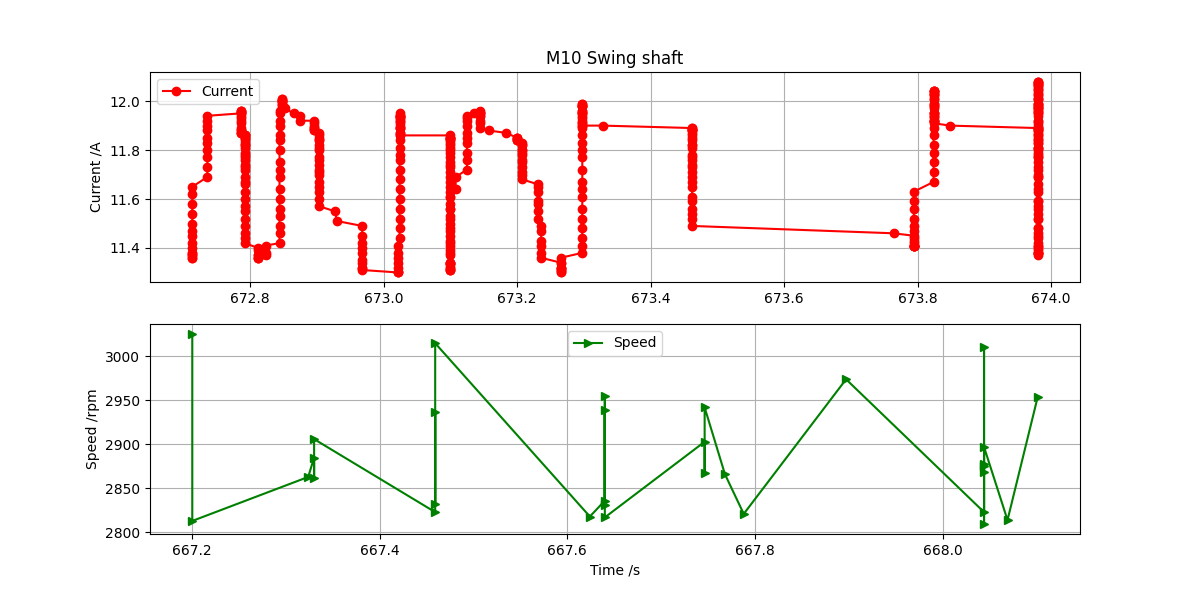 M10 Swing shaft
Current
Current /A
12.0
11.8
11.6
11.4
672.8 673.0 673.2 673.4 673.6 673.8 674.0
Speed
Speed /rpm
3000
2950
2900
2850
2800
667.2 667.4 667.6 667.8 668.0
Time /s